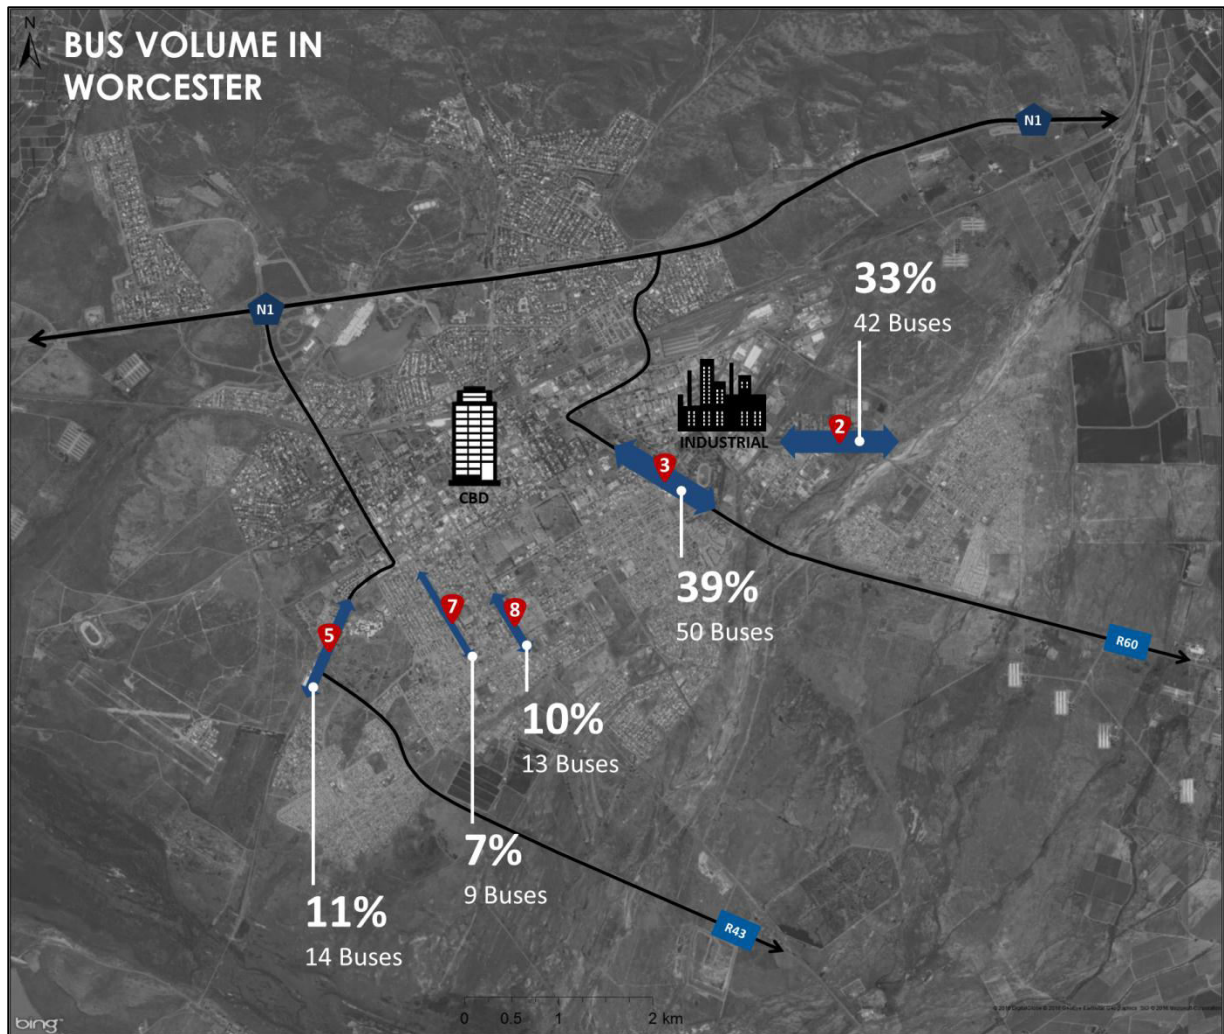 N
BUS VOLUME IN
WORCESTER
N1
33%
42 Buses
N1
2
INDUSTRIAL
3
CBD
39%
50 Buses
7
8
5
R60
10%
13 Buses
7%
9 Buses
11%
14 Buses
R43
bing
0 0.5 1 2 km